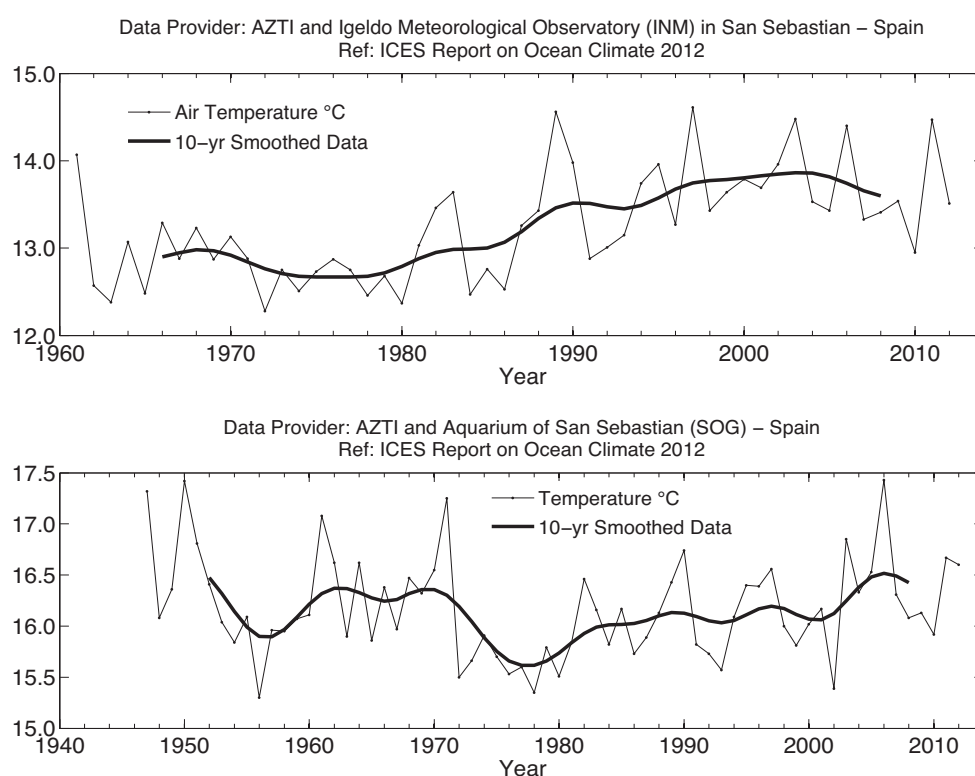 Data Provider: AZTI and Igeldo Meteorological Observatory (INM) in San Sebastian – Spain
Ref: ICES Report on Ocean Climate 2012
15.0
Air Temperature °C
10–yr Smoothed Data
14.0
13.0
12.0
1960 1970 1980 1990 2000 2010
Year
Data Provider: AZTI and Aquarium of San Sebastian (SOG) – Spain
Ref: ICES Report on Ocean Climate 2012
17.5
Temperature °C
17.0
10–yr Smoothed Data
16.5
16.0
15.5
15.0
1940 1950 1960 1970 1980 1990 2000 2010
Year